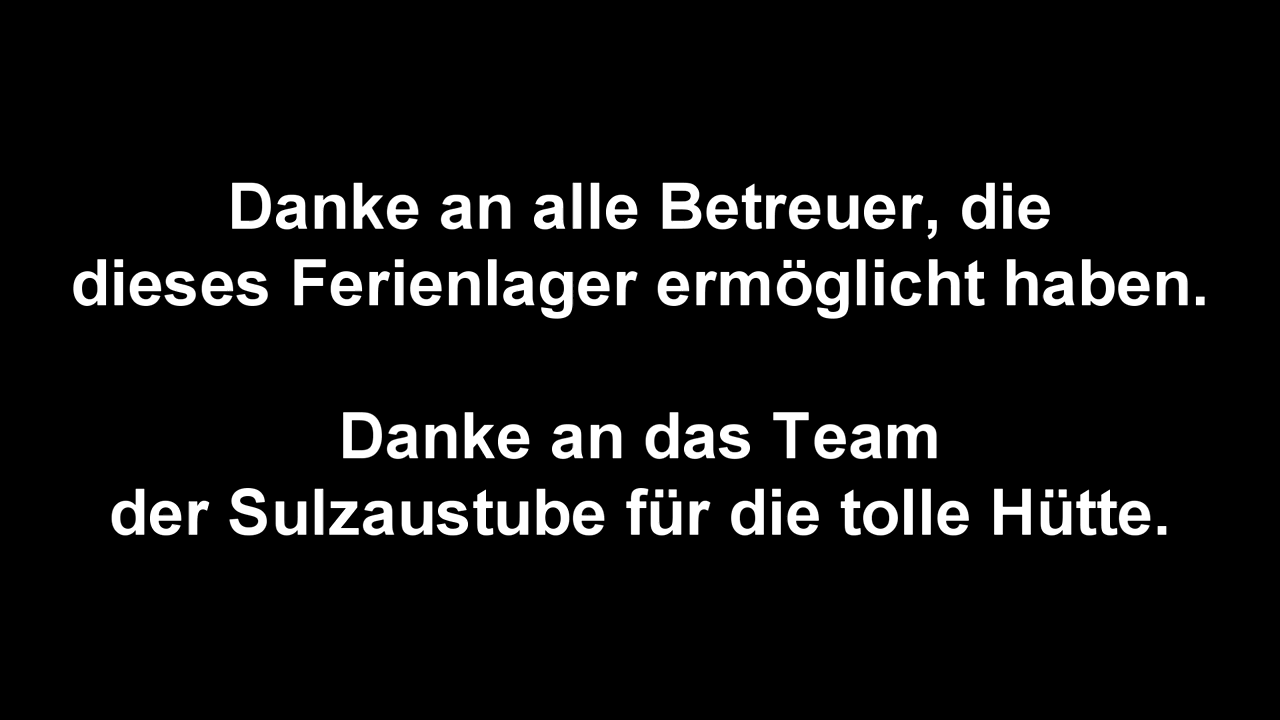 Danke an alle Betreuer, die
dieses Ferienlager ermöglicht haben.
Danke an das Team
der Sulzaustube für die tolle Hütte.